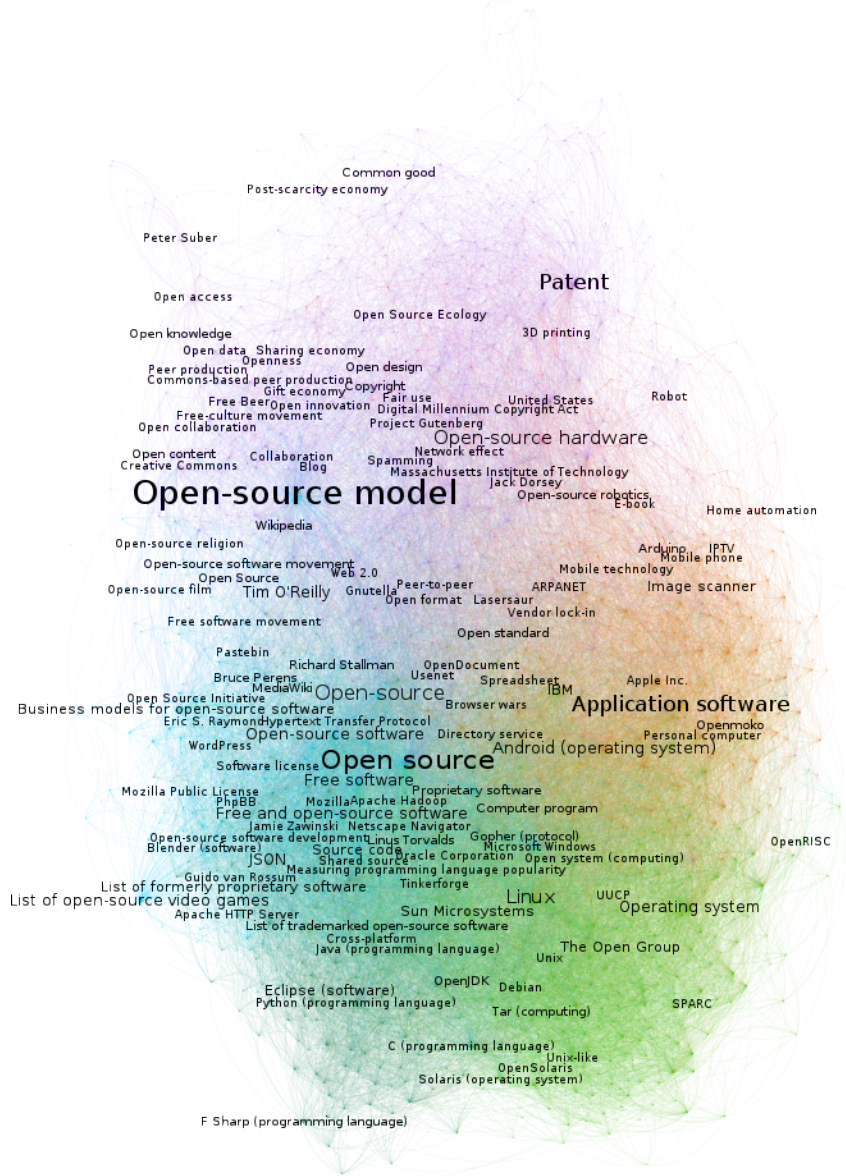 Common good
Post-scarcity economy
Peter Suber
Patent
Open access
Open Source Ecology
Open knowledge
3D printing
Open data
Sharing economy
Openness
Peer production
Open design
Commons-based peer production
Copyright
Gift economy
Fair use
United States
Robot
Free Beer
Open innovation
Digital Millennium Copyright Act
Free-culture movement
Project Gutenberg
Open collaboration
Open-source hardware
Network effect
Open content
Collaboration
Spamming
Creative Commons
Blog
Massachusetts Institute of Technology
Jack Dorsey
Open-source model
Open-source robotics
E-book
Home automation
Wikipedia
Open-source religion
Arduino
IPTV
Mobile phone
Open-source software movement
Web 2.0
Mobile technology
Open Source
Peer-to-peer
ARPANET
Image scanner
Open-source film
Tim O'Reilly
Gnutella
Open format
Lasersaur
Vendor lock-in
Free software movement
Open standard
Pastebin
Richard Stallman
OpenDocument
Bruce Perens
Usenet
Spreadsheet
Apple Inc.
MediaWiki
Open-source
IBM
Open Source Initiative
Browser wars
Application software
Business models for open-source software
Eric S. Raymond
Hypertext Transfer Protocol
Openmoko
Open-source software
Directory service
Personal computer
WordPress
Android (operating system)
Software license
Open source
Free software
Mozilla Public License
Proprietary software
PhpBB
Mozilla
Apache Hadoop
Computer program
Free and open-source software
Jamie Zawinski
Netscape Navigator
Open-source software development
Linus Torvalds
Gopher (protocol)
OpenRISC
Blender (software)
Source code
Microsoft Windows
JSON
Shared source
Oracle Corporation
Open system (computing)
Measuring programming language popularity
Guido van Rossum
Tinkerforge
List of formerly proprietary software
List of open-source video games
Linux
UUCP
Operating system
Apache HTTP Server
Sun Microsystems
List of trademarked open-source software
Cross-platform
Java (programming language)
The Open Group
Unix
OpenJDK
Debian
Eclipse (software)
Python (programming language)
SPARC
Tar (computing)
C (programming language)
Unix-like
OpenSolaris
Solaris (operating system)
F Sharp (programming language)